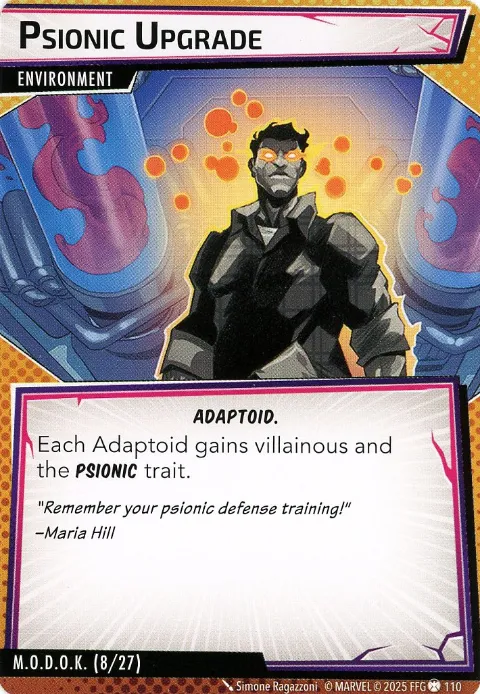 PSIONIC UPGRADE
ENVIRONMENT
ADAPTOID.
Each Adaptoid gains villainous and
the PSIONIC trait.
"Remember your psionic defense training!"
–Maria Hill
M.O.D.O.K. (8/27)
Simone Ragazzoni © MARVEL © 2025 FFG 110